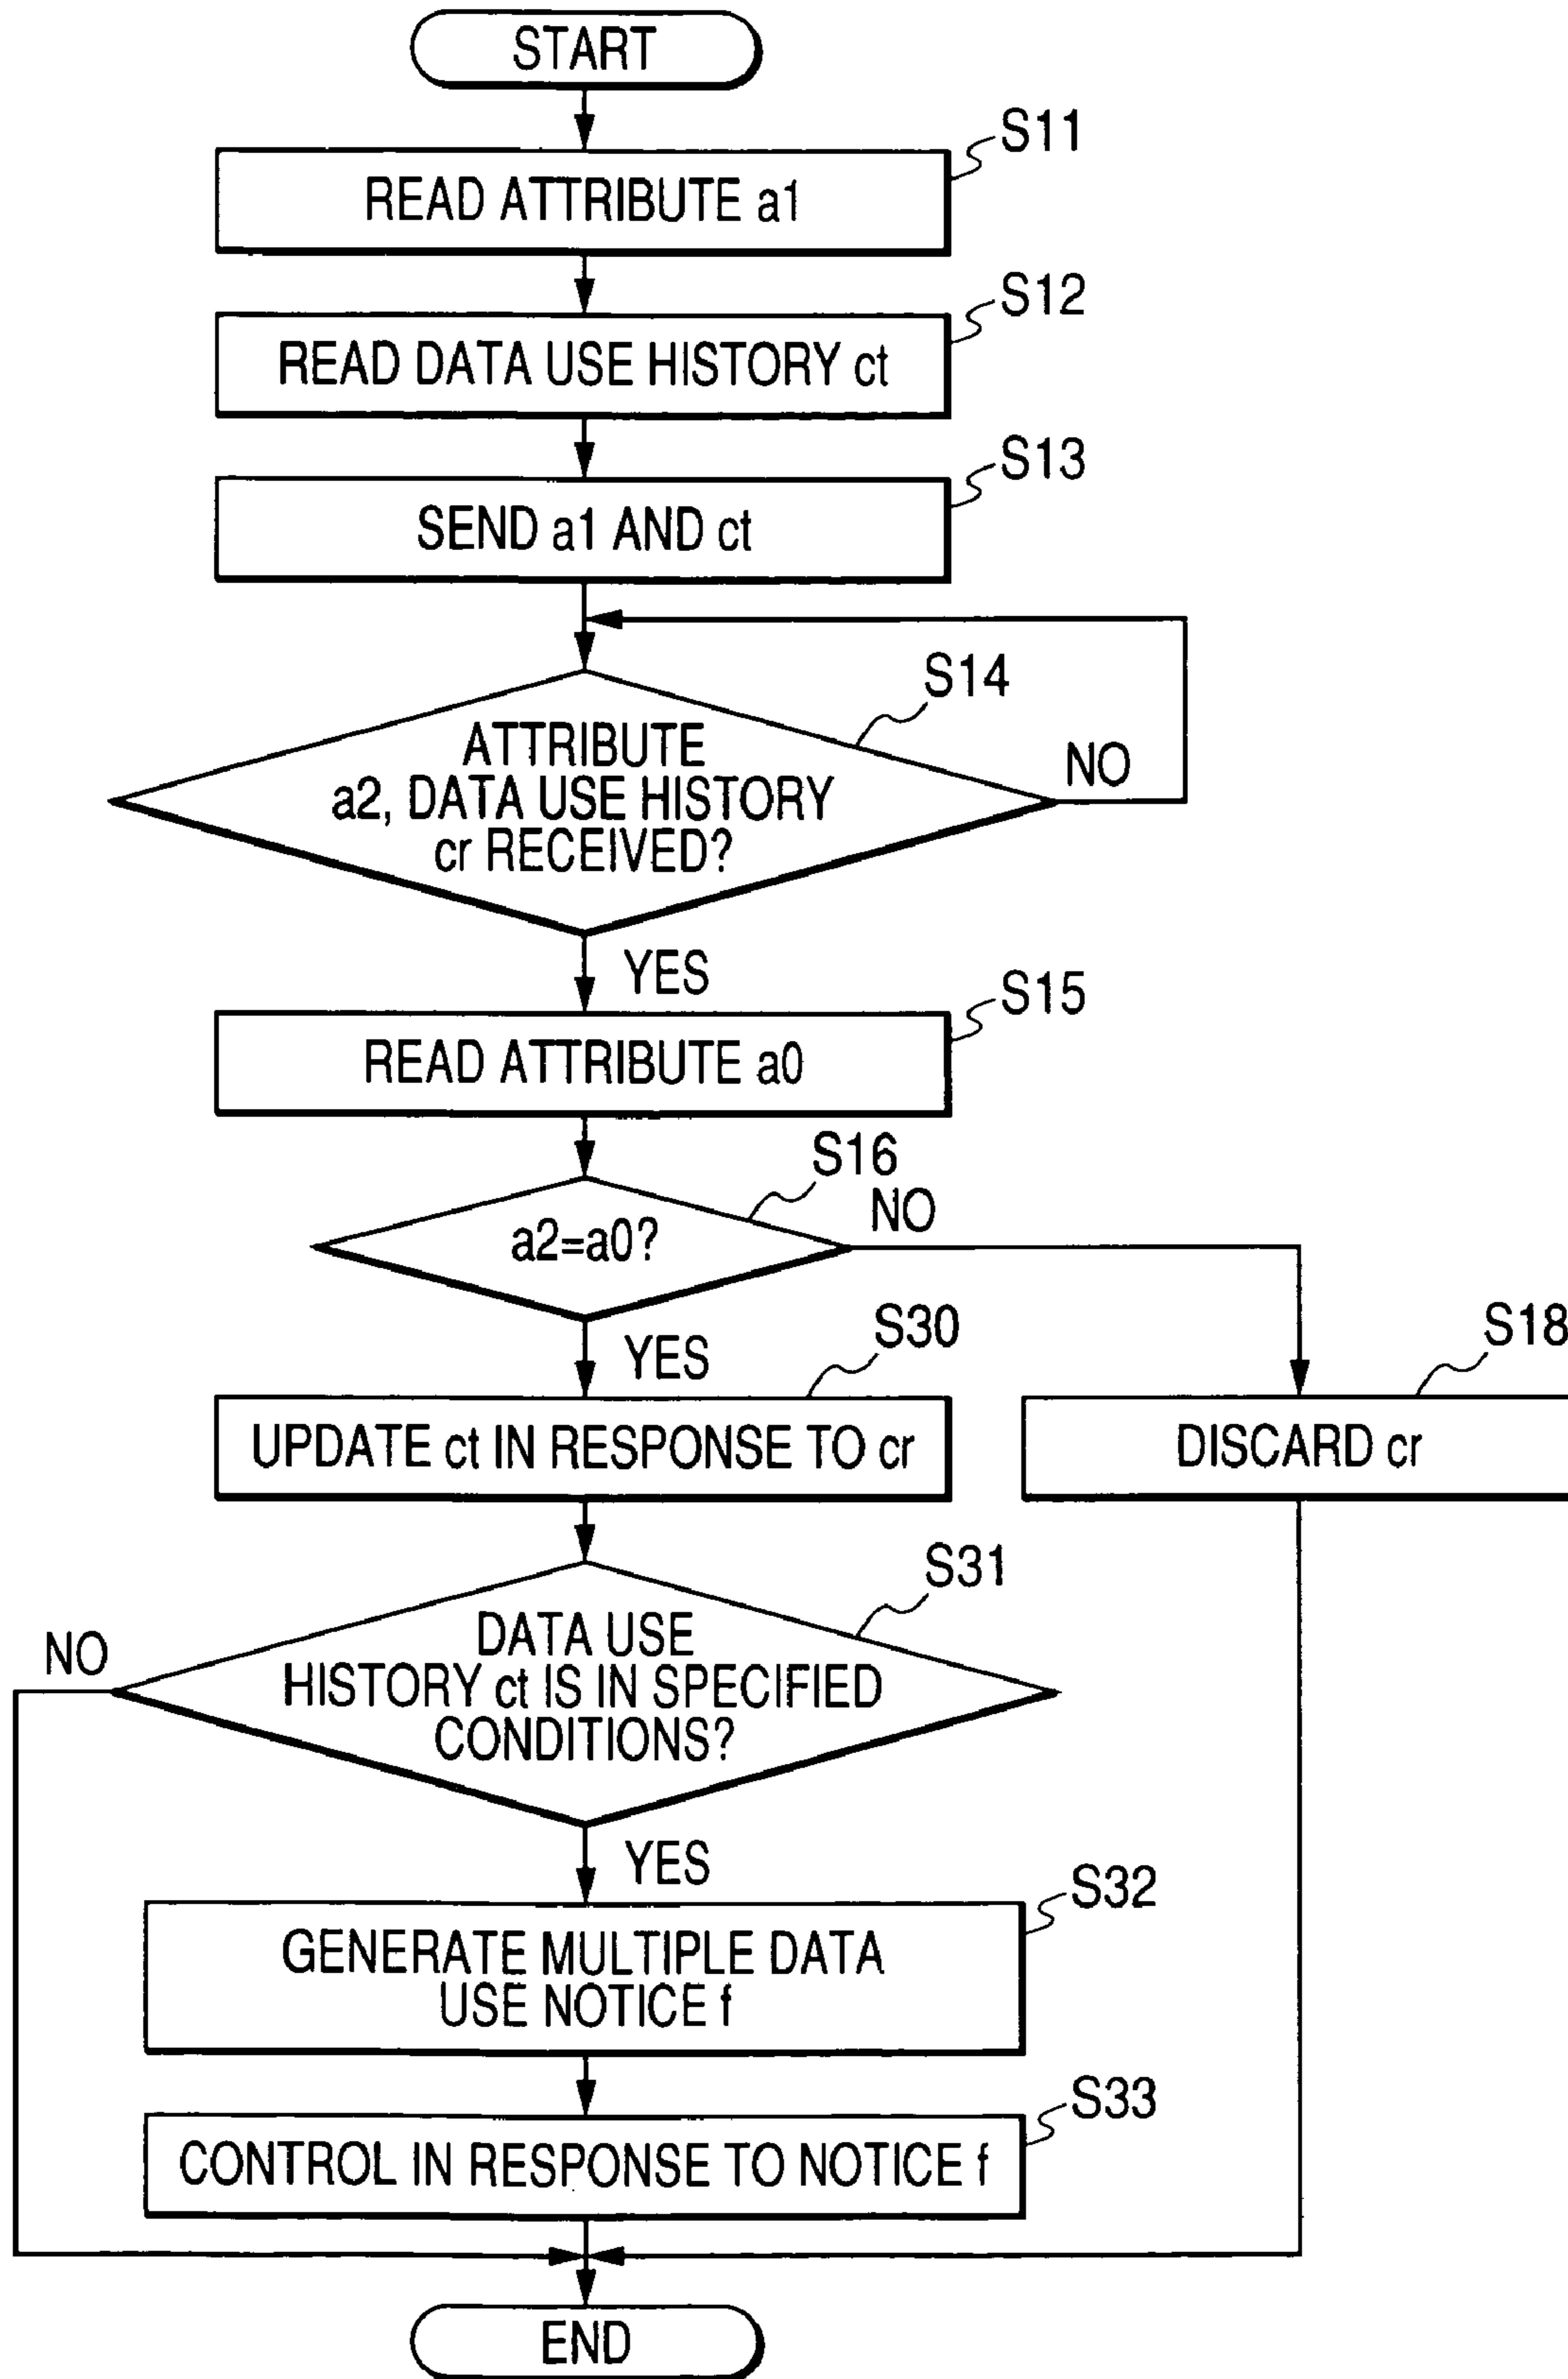 START
S11
READ ATTRIBUTE a1
S12
READ DATA USE HISTORY ct
S13
SEND a1 AND ct
S14
ATTRIBUTE
a2, DATA USE HISTORY
cr RECEIVED?
NO
YES
S15
READ ATTRIBUTE a0
S16
a2=a0?
NO
YES
S30
UPDATE ct IN RESPONSE TO cr
S18
DISCARD cr
S31
DATA USE
HISTORY ct IS IN SPECIFIED
CONDITIONS?
NO
YES
S32
GENERATE MULTIPLE DATA
USE NOTICE f
S33
CONTROL IN RESPONSE TO NOTICE f
END